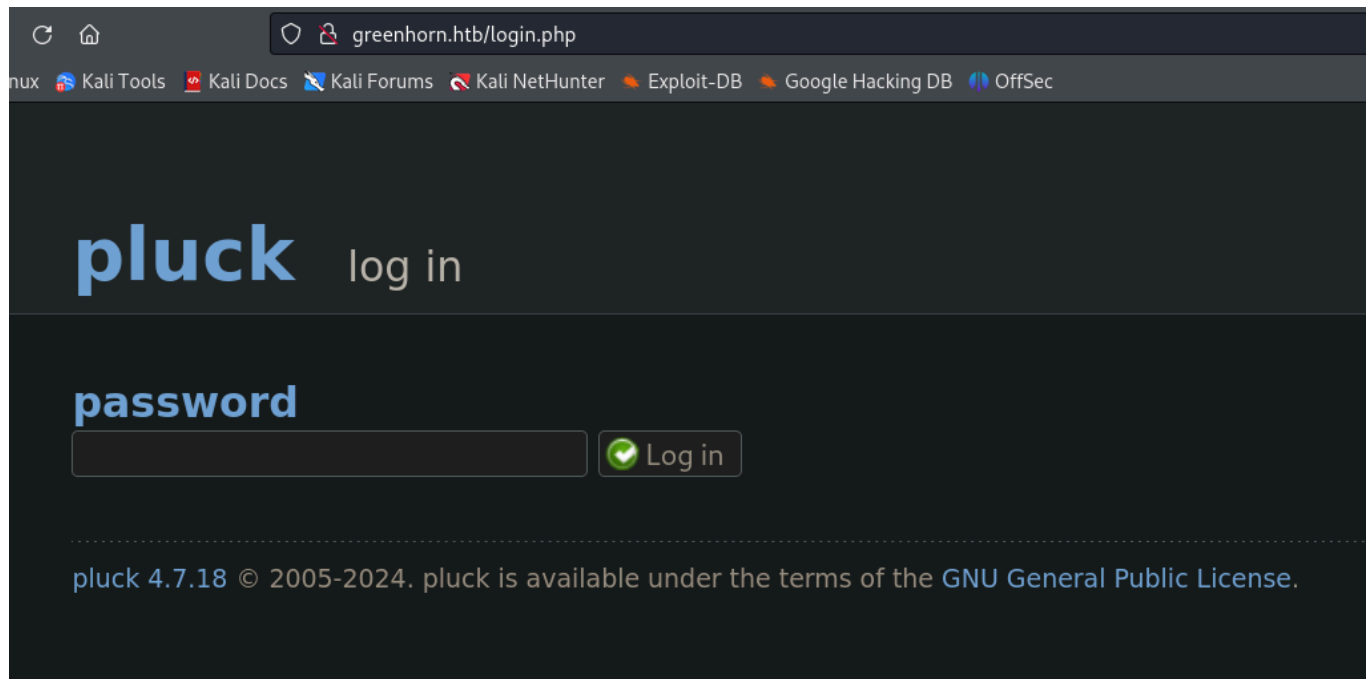 greenhorn.htb/login.php
nux Kali Tools Kali Docs Kali Forums Kali NetHunter Exploit-DB Google Hacking DB OffSec
pluck log in
password
Log in
pluck 4.7.18 © 2005-2024. pluck is available under the terms of the GNU General Public License.